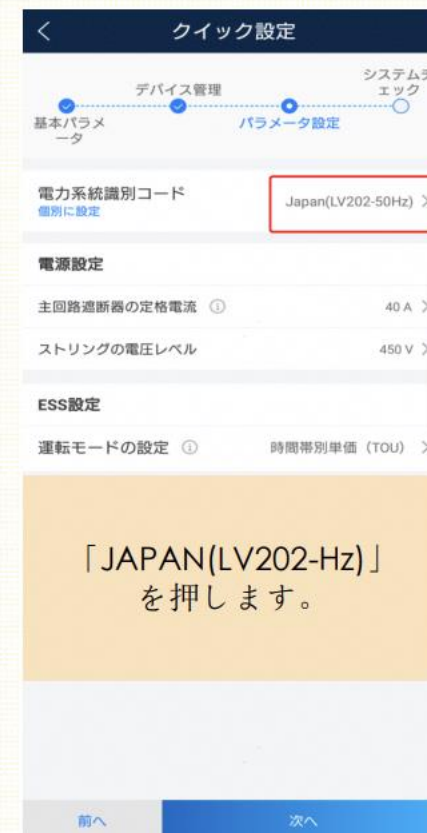 クイック設定
システムチ
ェック
デバイス管理
基本パラメ
ータ
パラメータ設定
電力系統識別コード
個別に設定
Japan(LV202-50Hz)
電源設定
主回路遮断器の定格電流
40 A
ストリングの電圧レベル
450 V
ESS設定
運転モードの設定
時間帯別単価（TOU）
「JAPAN(LV202-Hz)」
を押します。
前へ
次へ